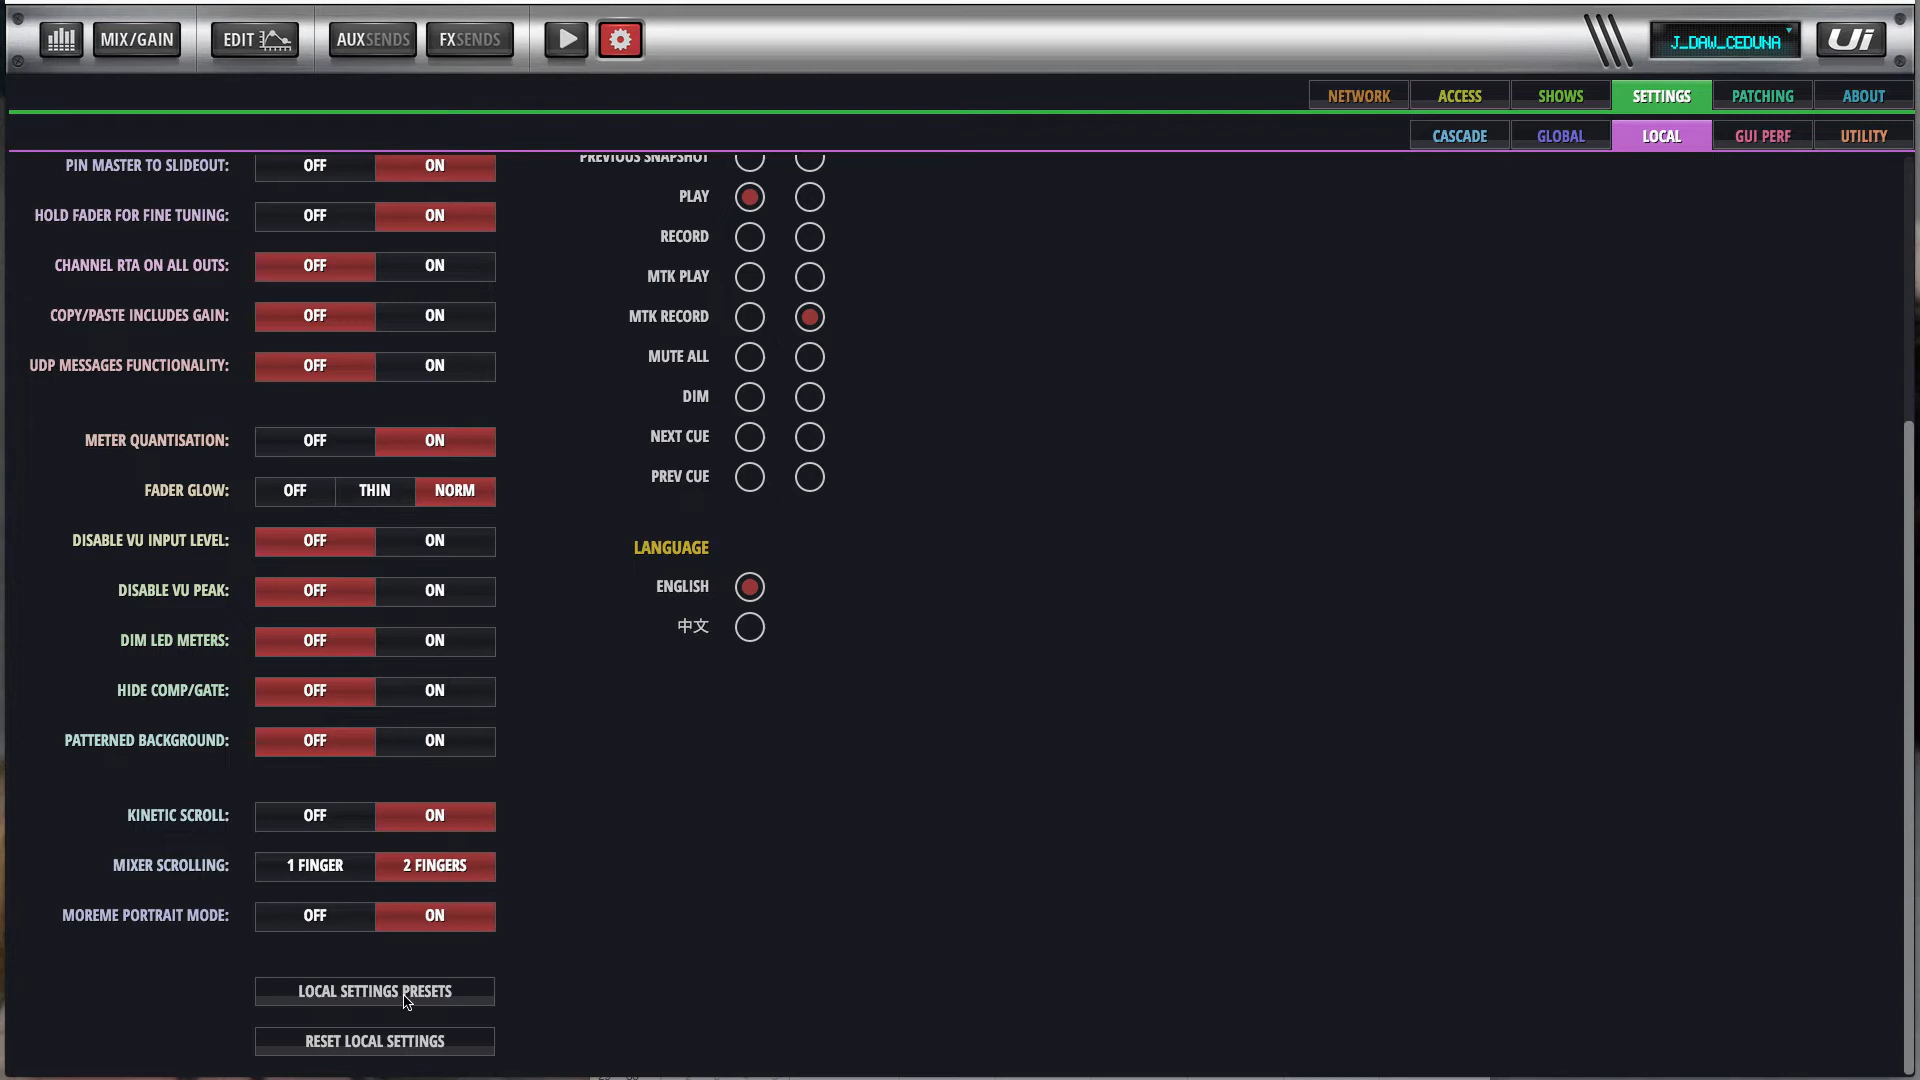 MIX/GAIN EDIT AUXSENDS FXSENDS J_DAW_CEDUNA Ui
NETWORK ACCESS SHOWS SETTINGS PATCHING ABOUT
CASCADE GLOBAL LOCAL GUI PERF UTILITY
PIN MASTER TO SLIDEOUT: OFF ON
HOLD FADER FOR FINE TUNING: OFF ON
CHANNEL RTA ON ALL OUTS: OFF ON
COPY/PASTE INCLUDES GAIN: OFF ON
UDP MESSAGES FUNCTIONALITY: OFF ON
METER QUANTISATION: OFF ON
FADER GLOW: OFF THIN NORM
DISABLE VU INPUT LEVEL: OFF ON
DISABLE VU PEAK: OFF ON
DIM LED METERS: OFF ON
HIDE COMP/GATE: OFF ON
PATTERNED BACKGROUND: OFF ON
KINETIC SCROLL: OFF ON
MIXER SCROLLING: 1 FINGER 2 FINGERS
MOREME PORTRAIT MODE: OFF ON
LOCAL SETTINGS PRESETS
RESET LOCAL SETTINGS
PREVIOUS SNAPSHOT
PLAY
RECORD
MTK PLAY
MTK RECORD
MUTE ALL
DIM
NEXT CUE
PREV CUE
LANGUAGE
ENGLISH
中文